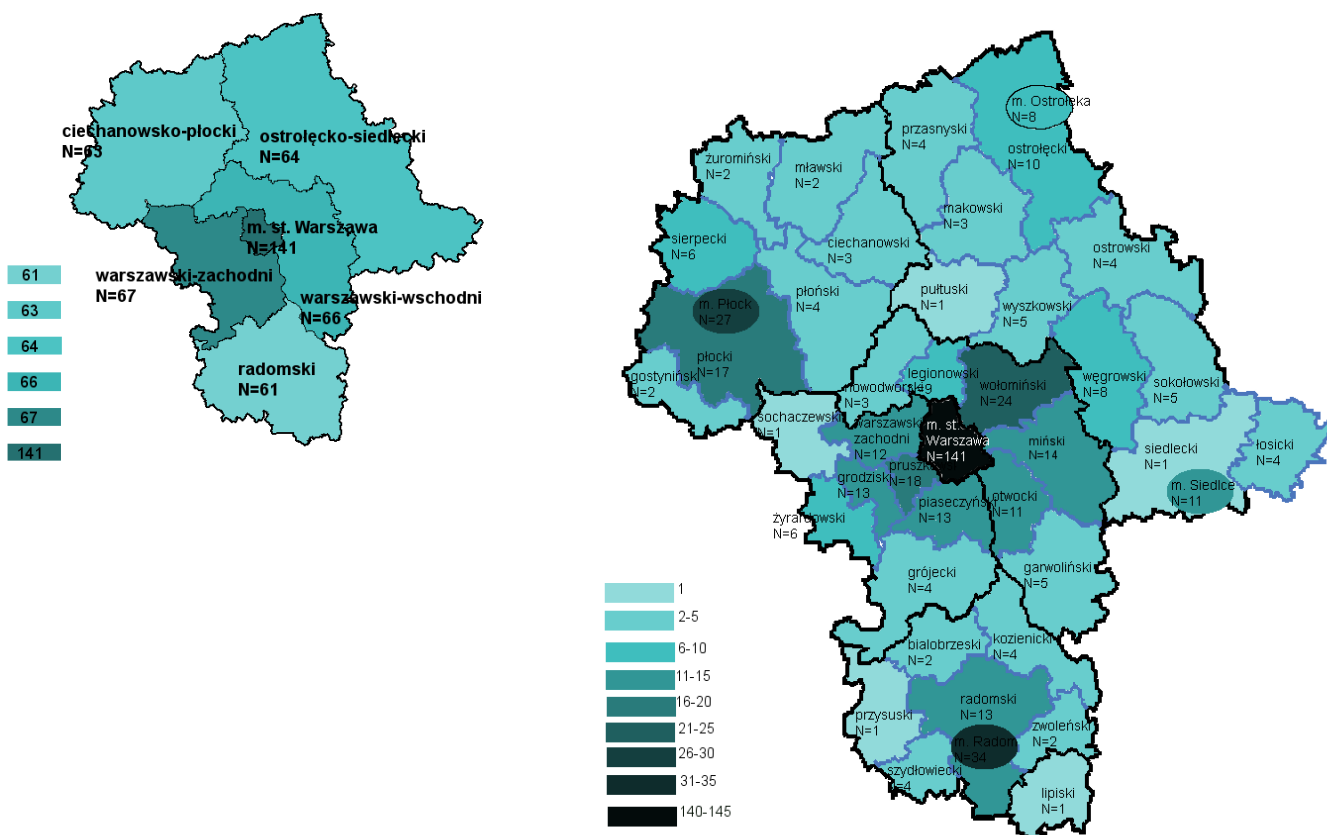 ciechanowsko-płocki
N=63
ostrołęcko-siedlecki
N=64
m. st. Warszawa
N=141
warszawski-zachodni
N=67
warszawski-wschodni
N=66
radomski
N=61
61
63
64
66
67
141
m. Ostrołeka
N=8
przasnyski
N=4
ostrołęcki
N=10
żuromiński
N=2
mławski
N=2
makowski
N=3
sierpecki
N=6
ciechanowski
N=3
ostrowski
N=4
m. Płock
N=27
płoński
N=4
pułtuski
N=1
wyszkowski
N=5
płocki
N=17
gostyniński
N=2
nowodworski
N=3
legionowski
wołomiński
N=24
węgrowski
N=8
sokołowski
N=5
sochaczewski
N=1
warszawski
zachodni
N=12
m. st.
Warszawa
N=141
miński
N=14
siedlecki
N=1
łosicki
N=4
m. Siedlce
N=11
N=18
N=13
piaseczyński
N=13
otwocki
N=11
żyrardowski
N=6
grójecki
N=4
garwoliński
N=5
bialobrzeski
N=2
kozienicki
N=4
radomski
N=13
przysuski
N=1
zwoleński
N=2
m. Radom
N=34
szydłowiecki
N=4
lipiski
N=1
1
2-5
6-10
11-15
16-20
21-25
26-30
31-35
140-145